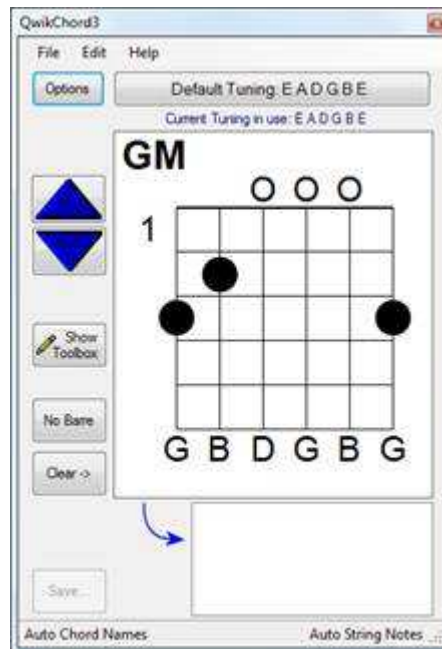 QwikChord3
File Edit Help
Options
Default Tuning: E A D G B E
Current Tuning in use: E A D G B E
GM
O O O
1
Show
Toolbox
No Barre
Clear ->
G B D G B G
Save...
Auto Chord Names Auto String Notes